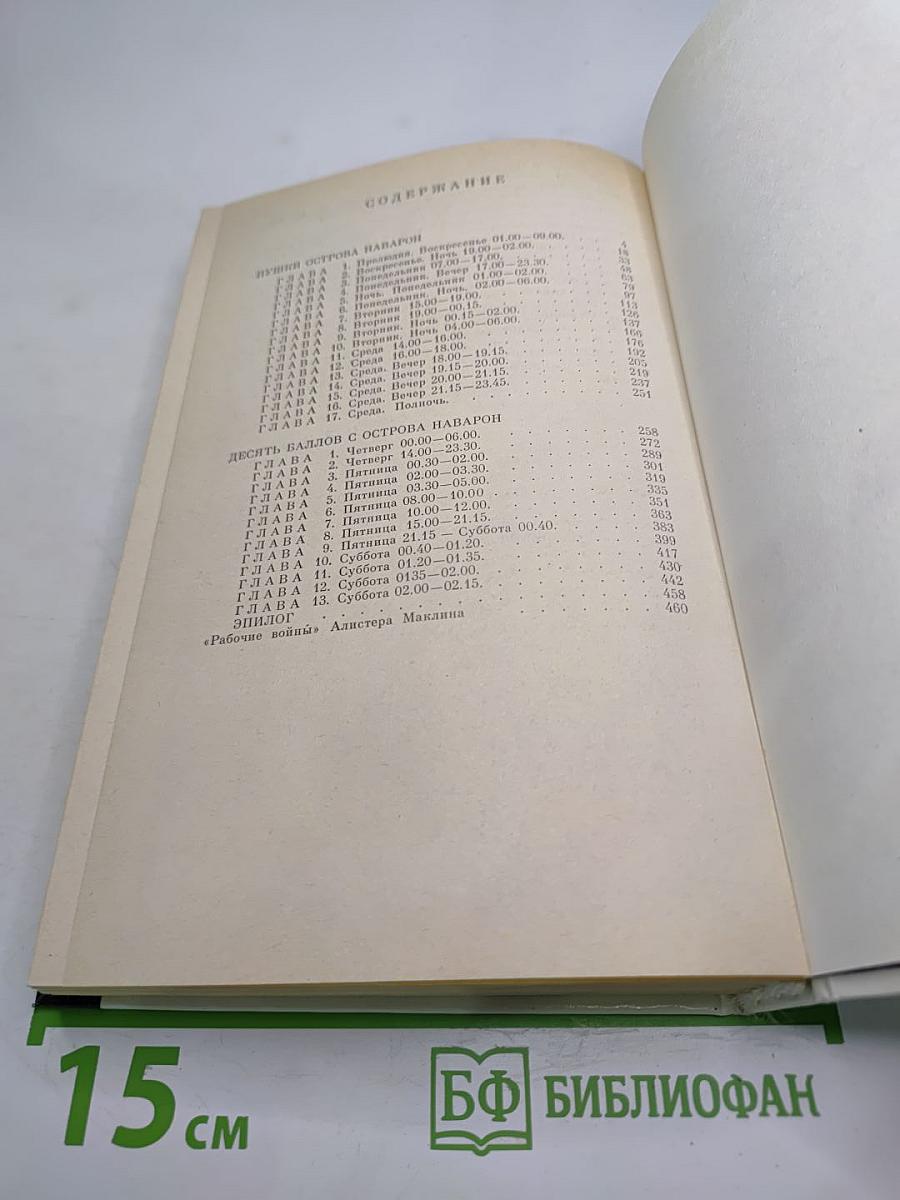 СОДЕРЖАНИЕ
ПУШКИ ОСТРОВА НАВАРОН
ГЛАВА 1. Прелюдия. Воскресенье 01.00—09.00. 4
ГЛАВА 2. Воскресенье. Ночь 19.00—02.00. 18
ГЛАВА 3. Понедельник 07.00—17.00. 33
ГЛАВА 4. Понедельник. Вечер 17.00—23.30. 48
ГЛАВА 5. Ночь. Понедельник 01.00—02.00. 63
ГЛАВА 6. Понедельник. Ночь. 02.00—06.00. 79
ГЛАВА 7. Вторник 15.00—19.00. 97
ГЛАВА 8. Вторник 19.00—00.15. 113
ГЛАВА 9. Вторник. Ночь 00.15—02.00. 126
ГЛАВА 10. Вторник. Ночь 04.00—06.00. 137
ГЛАВА 11. Среда 14.00—16.00. 166
ГЛАВА 12. Среда 16.00—18.00. 176
ГЛАВА 13. Среда. Вечер 18.00—19.15. 192
ГЛАВА 14. Среда. Вечер 19.15—20.00. 205
ГЛАВА 15. Среда. Вечер 20.00—21.15. 219
ГЛАВА 16. Среда. Вечер 21.15—23.45. 237
ГЛАВА 17. Среда. Полночь. 251
ДЕСЯТЬ БАЛЛОВ С ОСТРОВА НАВАРОН
ГЛАВА 1. Четверг 00.00—06.00. 258
ГЛАВА 2. Четверг 14.00—23.30. 272
ГЛАВА 3. Пятница 00.30—02.00. 289
ГЛАВА 4. Пятница 02.00—03.30. 301
ГЛАВА 5. Пятница 03.30—05.00. 319
ГЛАВА 6. Пятница 08.00—10.00 335
ГЛАВА 7. Пятница 10.00—12.00. 351
ГЛАВА 8. Пятница 15.00—21.15. 363
ГЛАВА 9. Пятница 21.15 — Суббота 00.40. 383
ГЛАВА 10. Суббота 00.40—01.20. 399
ГЛАВА 11. Суббота 01.20—01.35. 417
ГЛАВА 12. Суббота 0135—02.00. 430
ГЛАВА 13. Суббота 02.00—02.15. 442
ЭПИЛОГ 458
«Рабочие войны́» Алистера Маклина 460
15 см
БФ БИБЛИОФАН